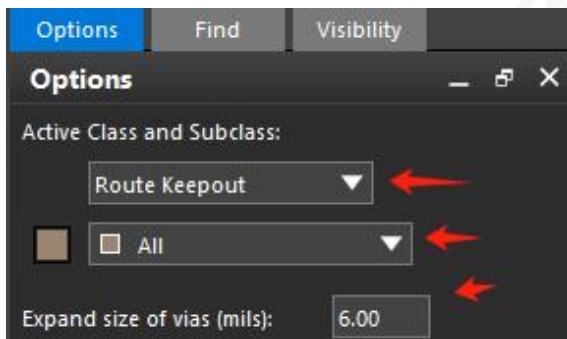 Options Find Visibility
Options
Active Class and Subclass:
Route Keepout
All
Expand size of vias (mils): 6.00